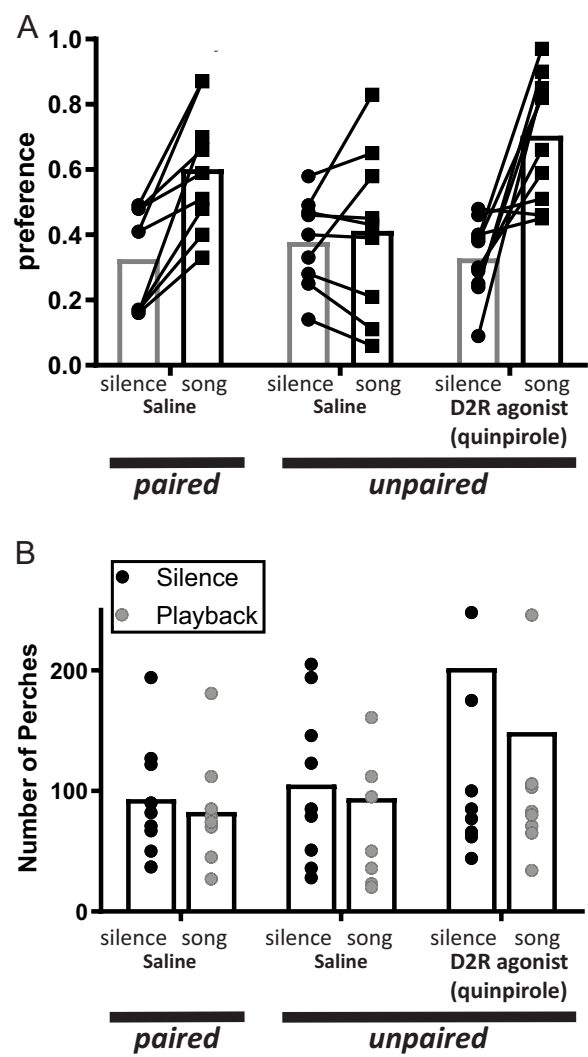 A
1.0
0.8
0.6
0.4
0.2
0.0
preference
silence song silence song silence song
Saline Saline D2R agonist
(quinpirole)
paired unpaired
B
Silence
Playback
200
100
0
Number of Perches
silence song silence song silence song
Saline Saline D2R agonist
(quinpirole)
paired unpaired